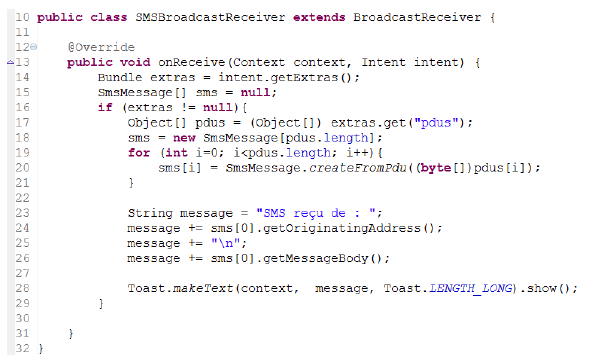 10 public class SMSBroadcastReceiver extends BroadcastReceiver {
11
12 @Override
13 public void onReceive(Context context, Intent intent) {
14 Bundle extras = intent.getExtras();
15 SmsMessage[] sms = null;
16 if (extras != null){
17 Object[] pdus = (Object[]) extras.get("pdus");
18 sms = new SmsMessage[pdus.length];
19 for (int i=0; i<pdus.length; i++){
20 sms[i] = SmsMessage.createFromPdu((byte[])pdus[i]);
21 }
22
23 String message = "SMS reçu de : ";
24 message += sms[0].getOriginatingAddress();
25 message += "\n";
26 message += sms[0].getMessageBody();
27
28 Toast.makeText(context, message, Toast.LENGTH_LONG).show();
29 }
30
31 }
32 }